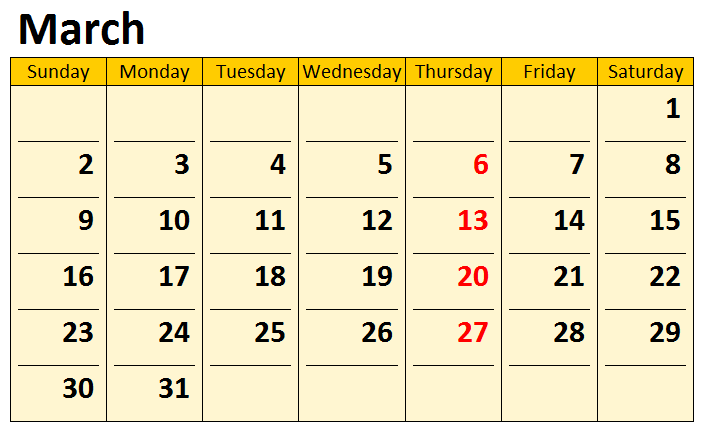 March
Sunday Monday Tuesday Wednesday Thursday Friday Saturday
1
2 3 4 5 6 7 8
9 10 11 12 13 14 15
16 17 18 19 20 21 22
23 24 25 26 27 28 29
30 31